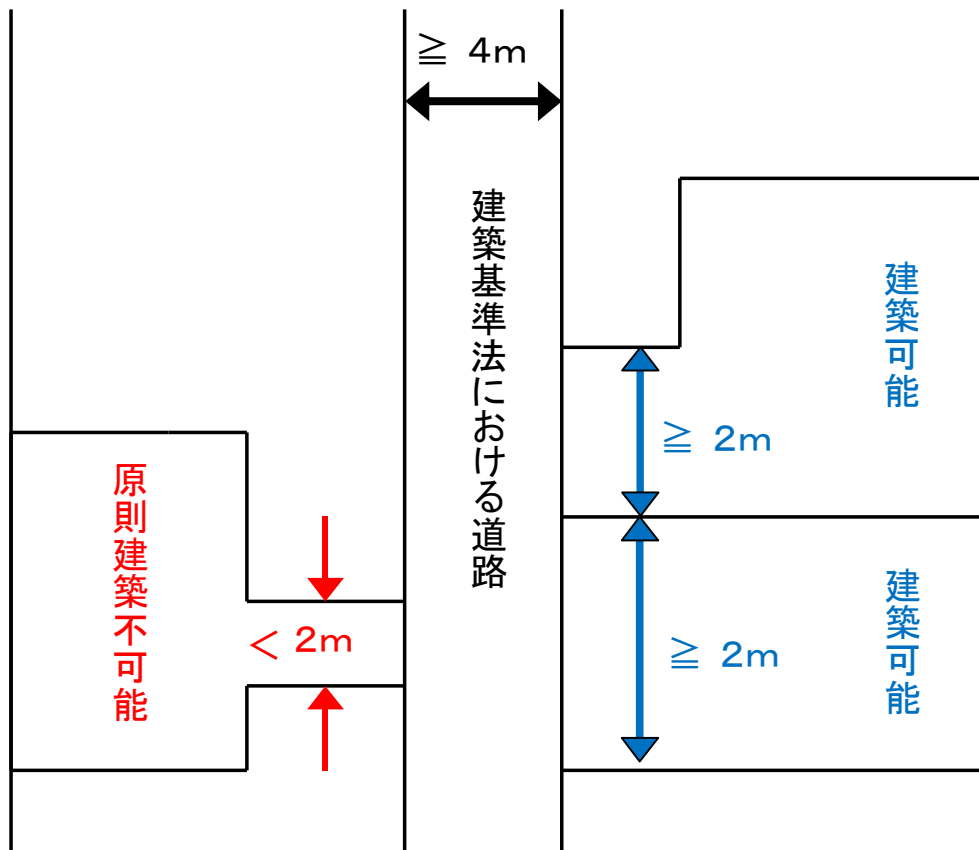 ≧ 4m
建築基準法における道路
建築可能
≧ 2m
原則建築不可能
< 2m
建築可能
≧ 2m